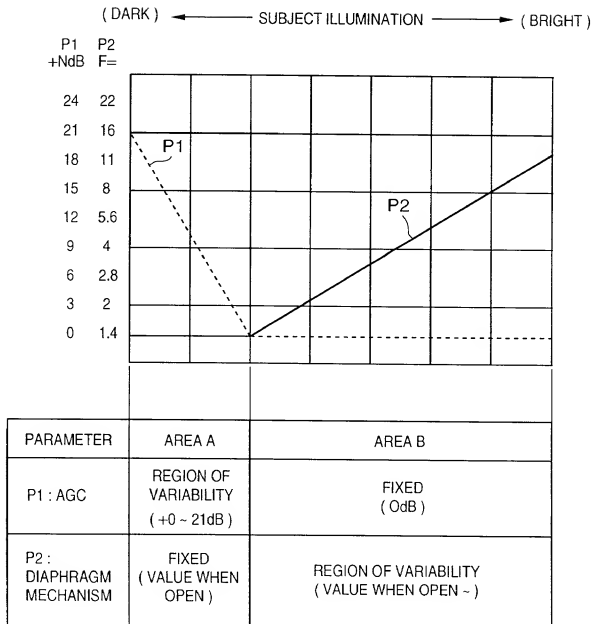 ( DARK ) SUBJECT ILLUMINATION ( BRIGHT )
P1 P2
+NdB F=
24 22
21 16
18 11
15 8
12 5.6
9 4
6 2.8
3 2
0 1.4
P1
P2
PARAMETER AREA A AREA B
P1 : AGC
REGION OF
VARIABILITY
( +0 ~ 21dB )
FIXED
( OdB )
P2 :
DIAPHRAGM
MECHANISM
FIXED
( VALUE WHEN
OPEN )
REGION OF VARIABILITY
( VALUE WHEN OPEN ~ )